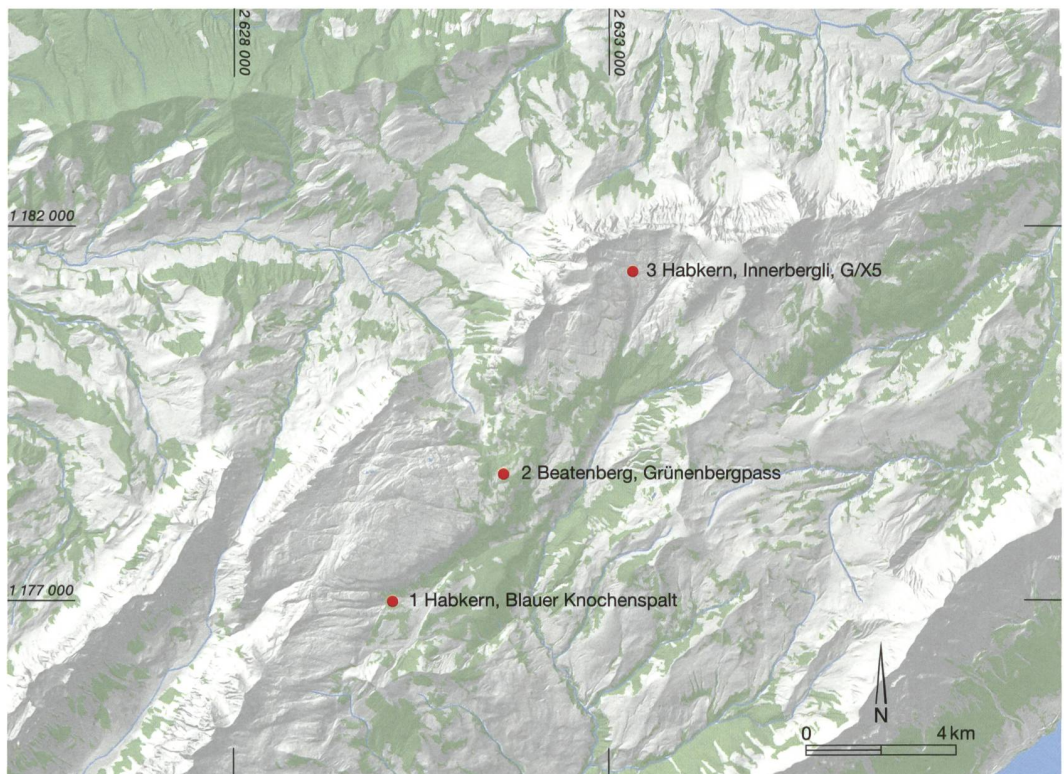 2 628 000
2 633 000
1 182 000
3 Habkern, Innerbergli, G/X5
2 Beatenberg, Grünenbergpass
1 177 000
1 Habkern, Blauer Knochenspalt
N
0
4 km